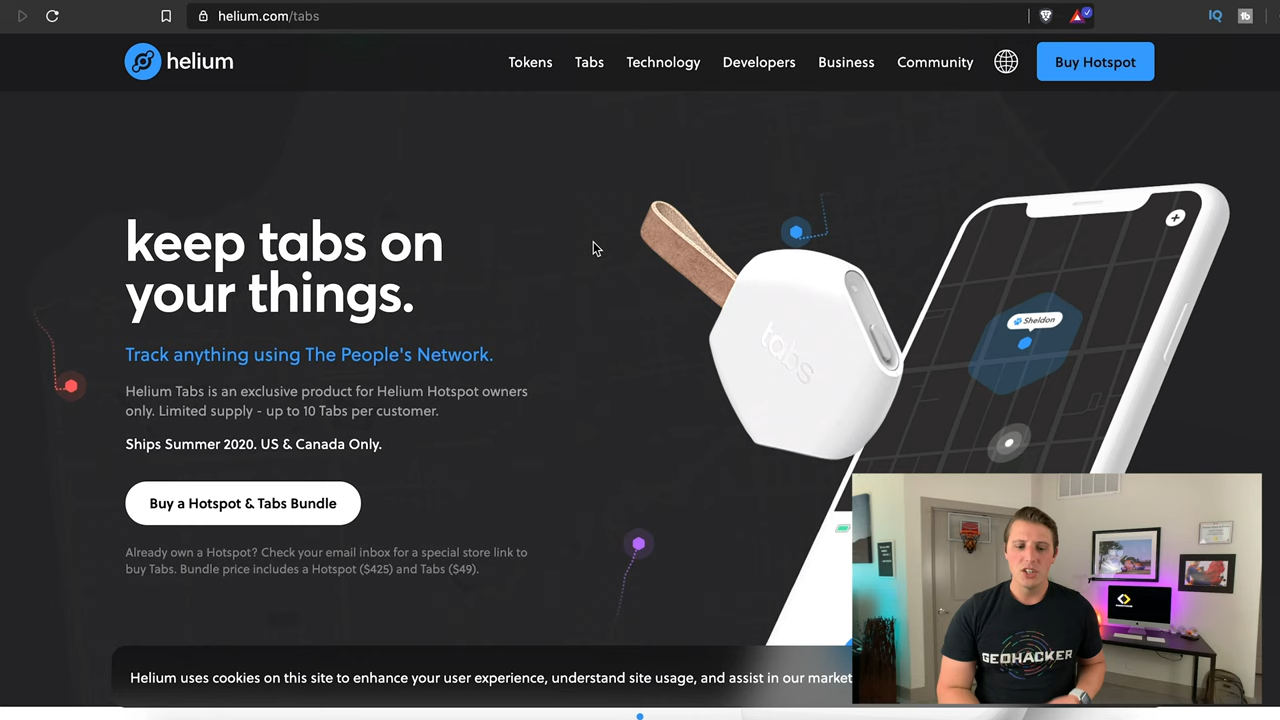 helium.com/tabs
IQ
tb
helium
Tokens
Tabs
Technology
Developers
Business
Community
Buy Hotspot
keep tabs on
your things.
Track anything using The People's Network.
Helium Tabs is an exclusive product for Helium Hotspot owners
only. Limited supply - up to 10 Tabs per customer.
Ships Summer 2020. US & Canada Only.
Buy a Hotspot & Tabs Bundle
Already own a Hotspot? Check your email inbox for a special store link to
buy Tabs. Bundle price includes a Hotspot ($425) and Tabs ($49).
tabs
Sheldon
Helium uses cookies on this site to enhance your user experience, understand site usage, and assist in our market
GEOHACKER